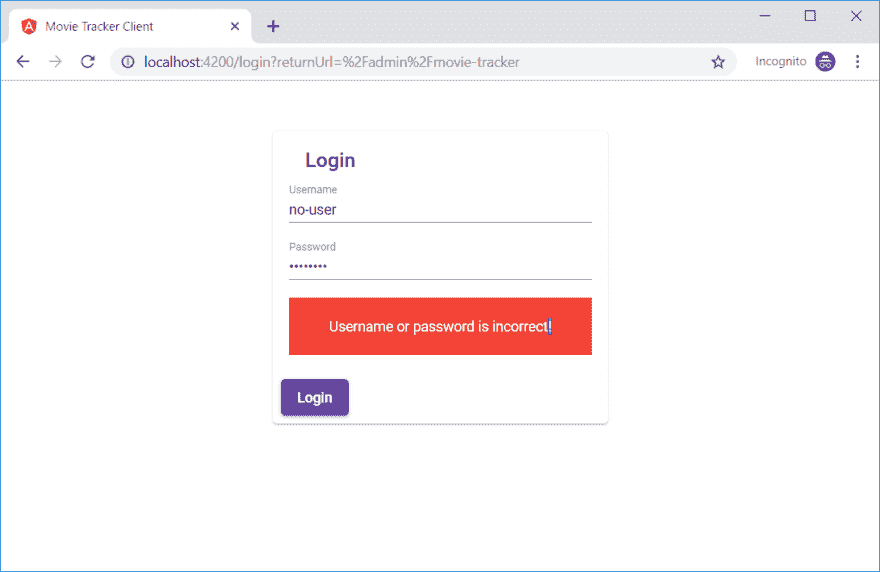 Movie Tracker Client
localhost:4200/login?returnUrl=%2Fadmin%2Fmovie-tracker
Incognito
Login
Username
no-user
Password
••••••••
Username or password is incorrect!
Login